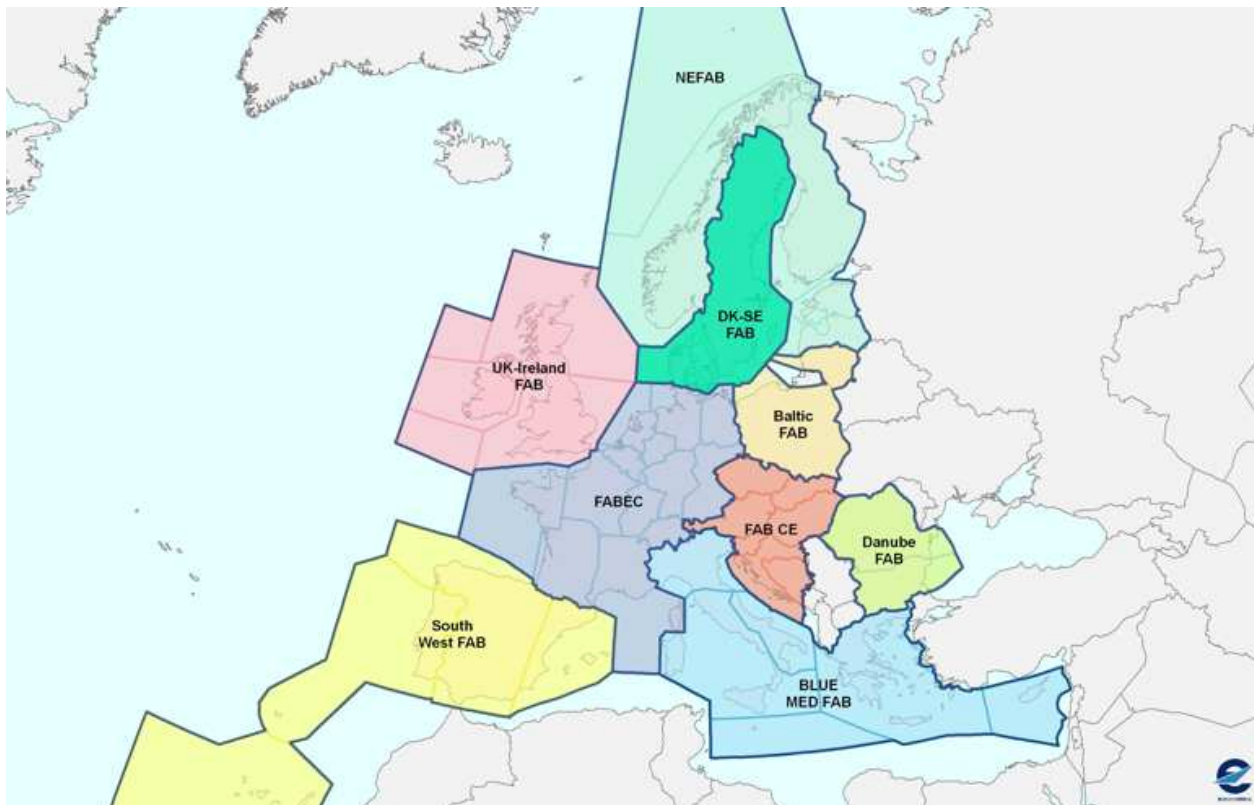 NEFAB
DK-SE
FAB
UK-Ireland
FAB
Baltic
FAB
FABEC
FAB CE
Danube
FAB
South
West FAB
BLUE
MED FAB